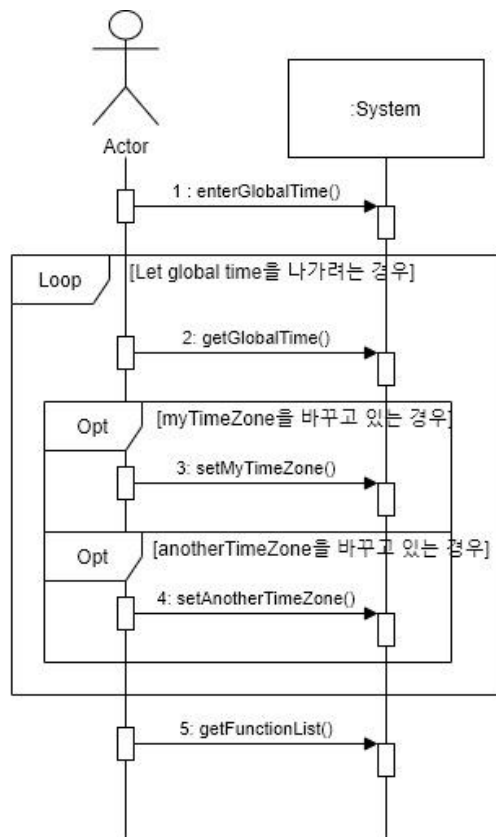 Actor
:System
1 : enterGlobalTime()
Loop
[Let global time을 나가려는 경우]
2: getGlobalTime()
Opt
[myTimeZone을 바꾸고 있는 경우]
3: setMyTimeZone()
Opt
[anotherTimeZone을 바꾸고 있는 경우]
4: setAnotherTimeZone()
5: getFunctionList()